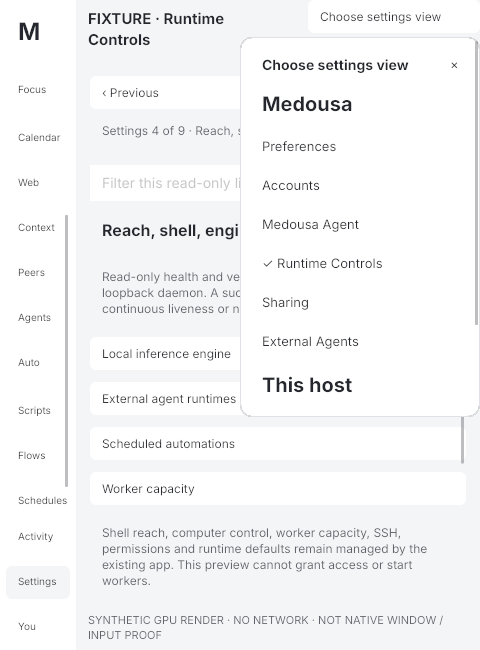 M
Focus
Calendar
Web
Context
Peers
Agents
Auto
Scripts
Flows
Schedules
Activity
Settings
You
FIXTURE · Runtime
Controls
Choose settings view
‹ Previous
Settings 4 of 9 · Reach,
Filter this read-only
Reach, shell,
Read-only health and
loopback daemon. A
continuous liveness or
Local inference engine
External agent runtimes
Scheduled automations
Worker capacity
Shell reach, computer control, worker capacity, SSH,
permissions and runtime defaults remain managed by the
existing app. This preview cannot grant access or start
workers.
SYNTHETIC GPU RENDER · NO NETWORK · NOT NATIVE WINDOW /
INPUT PROOF
Choose settings view ×
Medousa
Preferences
Accounts
Medousa Agent
✓ Runtime Controls
Sharing
External Agents
This host